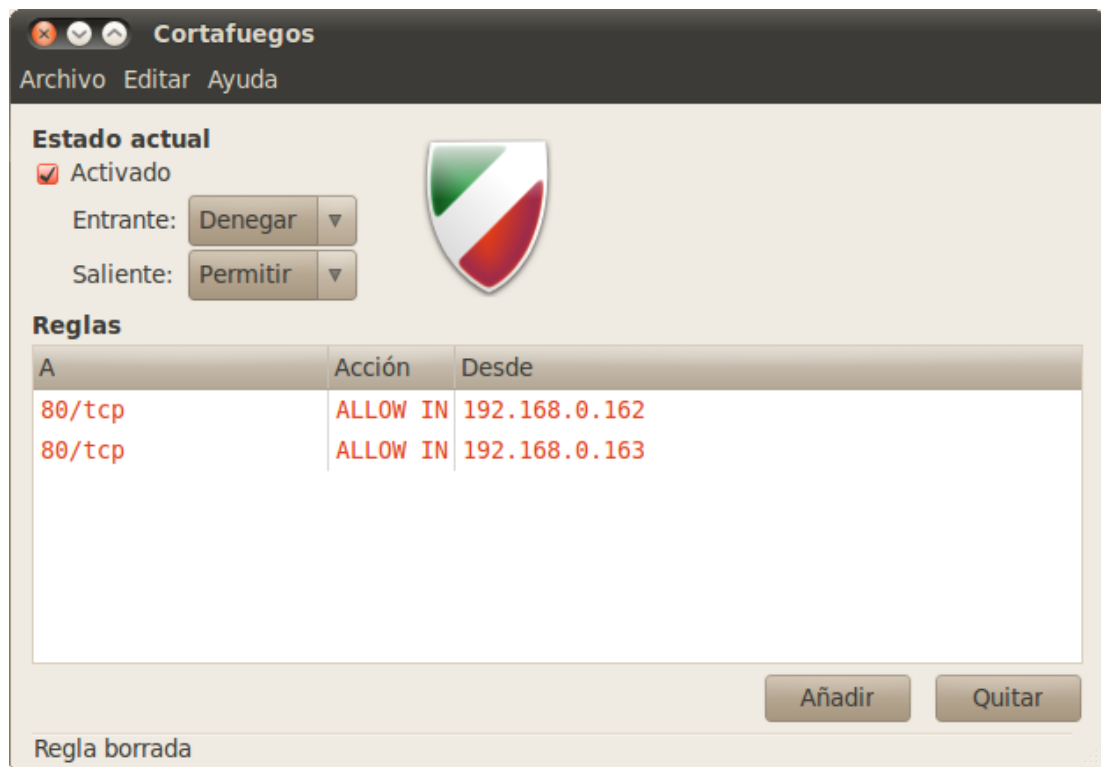 Cortafuegos
Archivo Editar Ayuda
Estado actual
Activado
Entrante: Denegar
Saliente: Permitir
Reglas
A Acción Desde
80/tcp ALLOW IN 192.168.0.162
80/tcp ALLOW IN 192.168.0.163
Añadir Quitar
Regla borrada